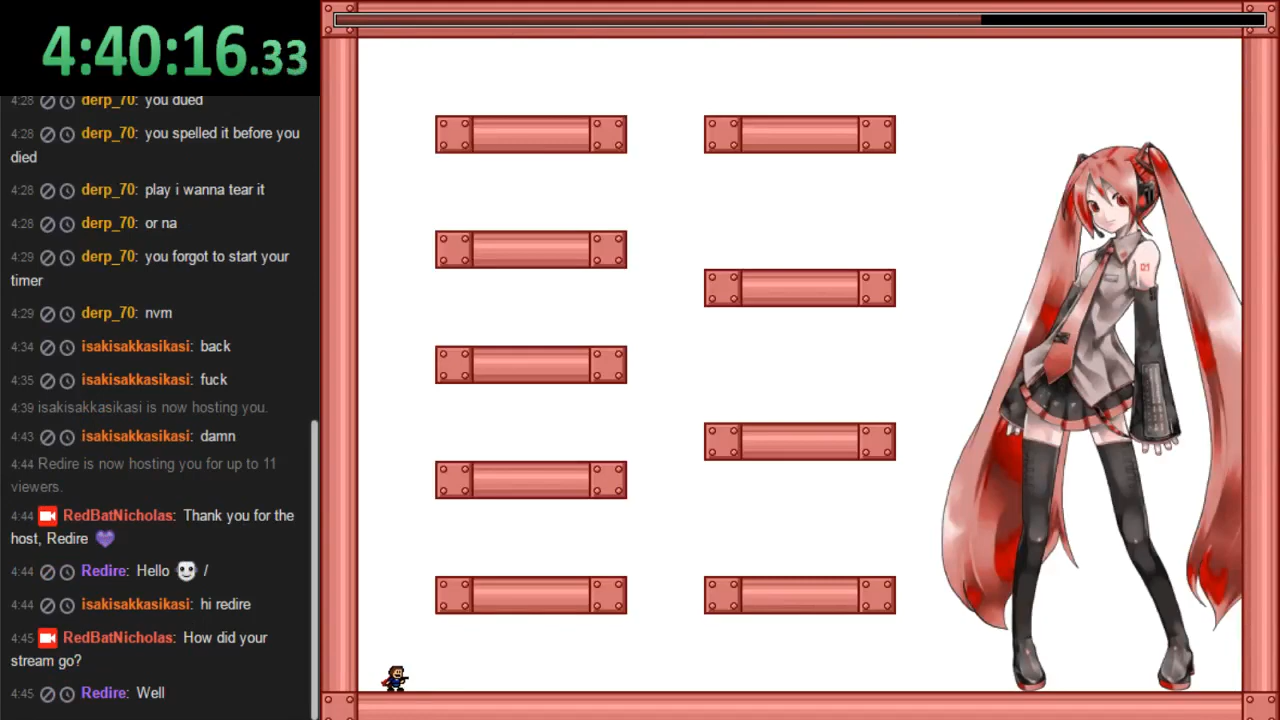 4:40:16.33
4:28 derp_70: you dued
4:28 derp_70: you spelled it before you
died
4:28 derp_70: play i wanna tear it
4:28 derp_70: or na
4:29 derp_70: you forgot to start your
timer
4:29 derp_70: nvm
4:34 isakisakkasikasi: back
4:35 isakisakkasikasi: fuck
4:39 isakisakkasikasi is now hosting you.
4:43 isakisakkasikasi: damn
4:44 Redire is now hosting you for up to 11
viewers.
4:44 RedBatNicholas: Thank you for the
host, Redire
4:44 Redire: Hello /
4:44 isakisakkasikasi: hi redire
4:45 RedBatNicholas: How did your
stream go?
4:45 Redire: Well
01